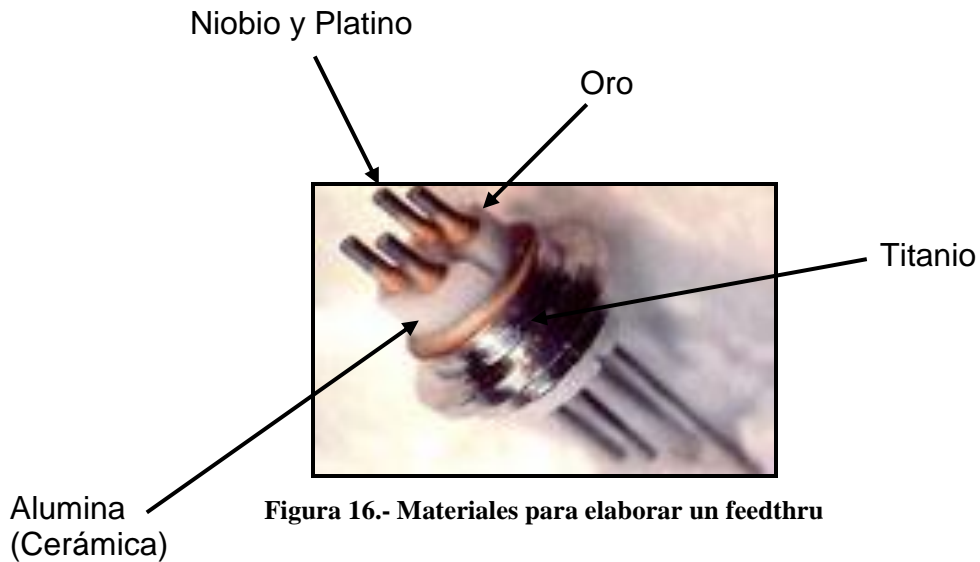 Niobio y Platino
Oro
Titanio
Alumina
(Cerámica)
Figura 16.- Materiales para elaborar un feedthru